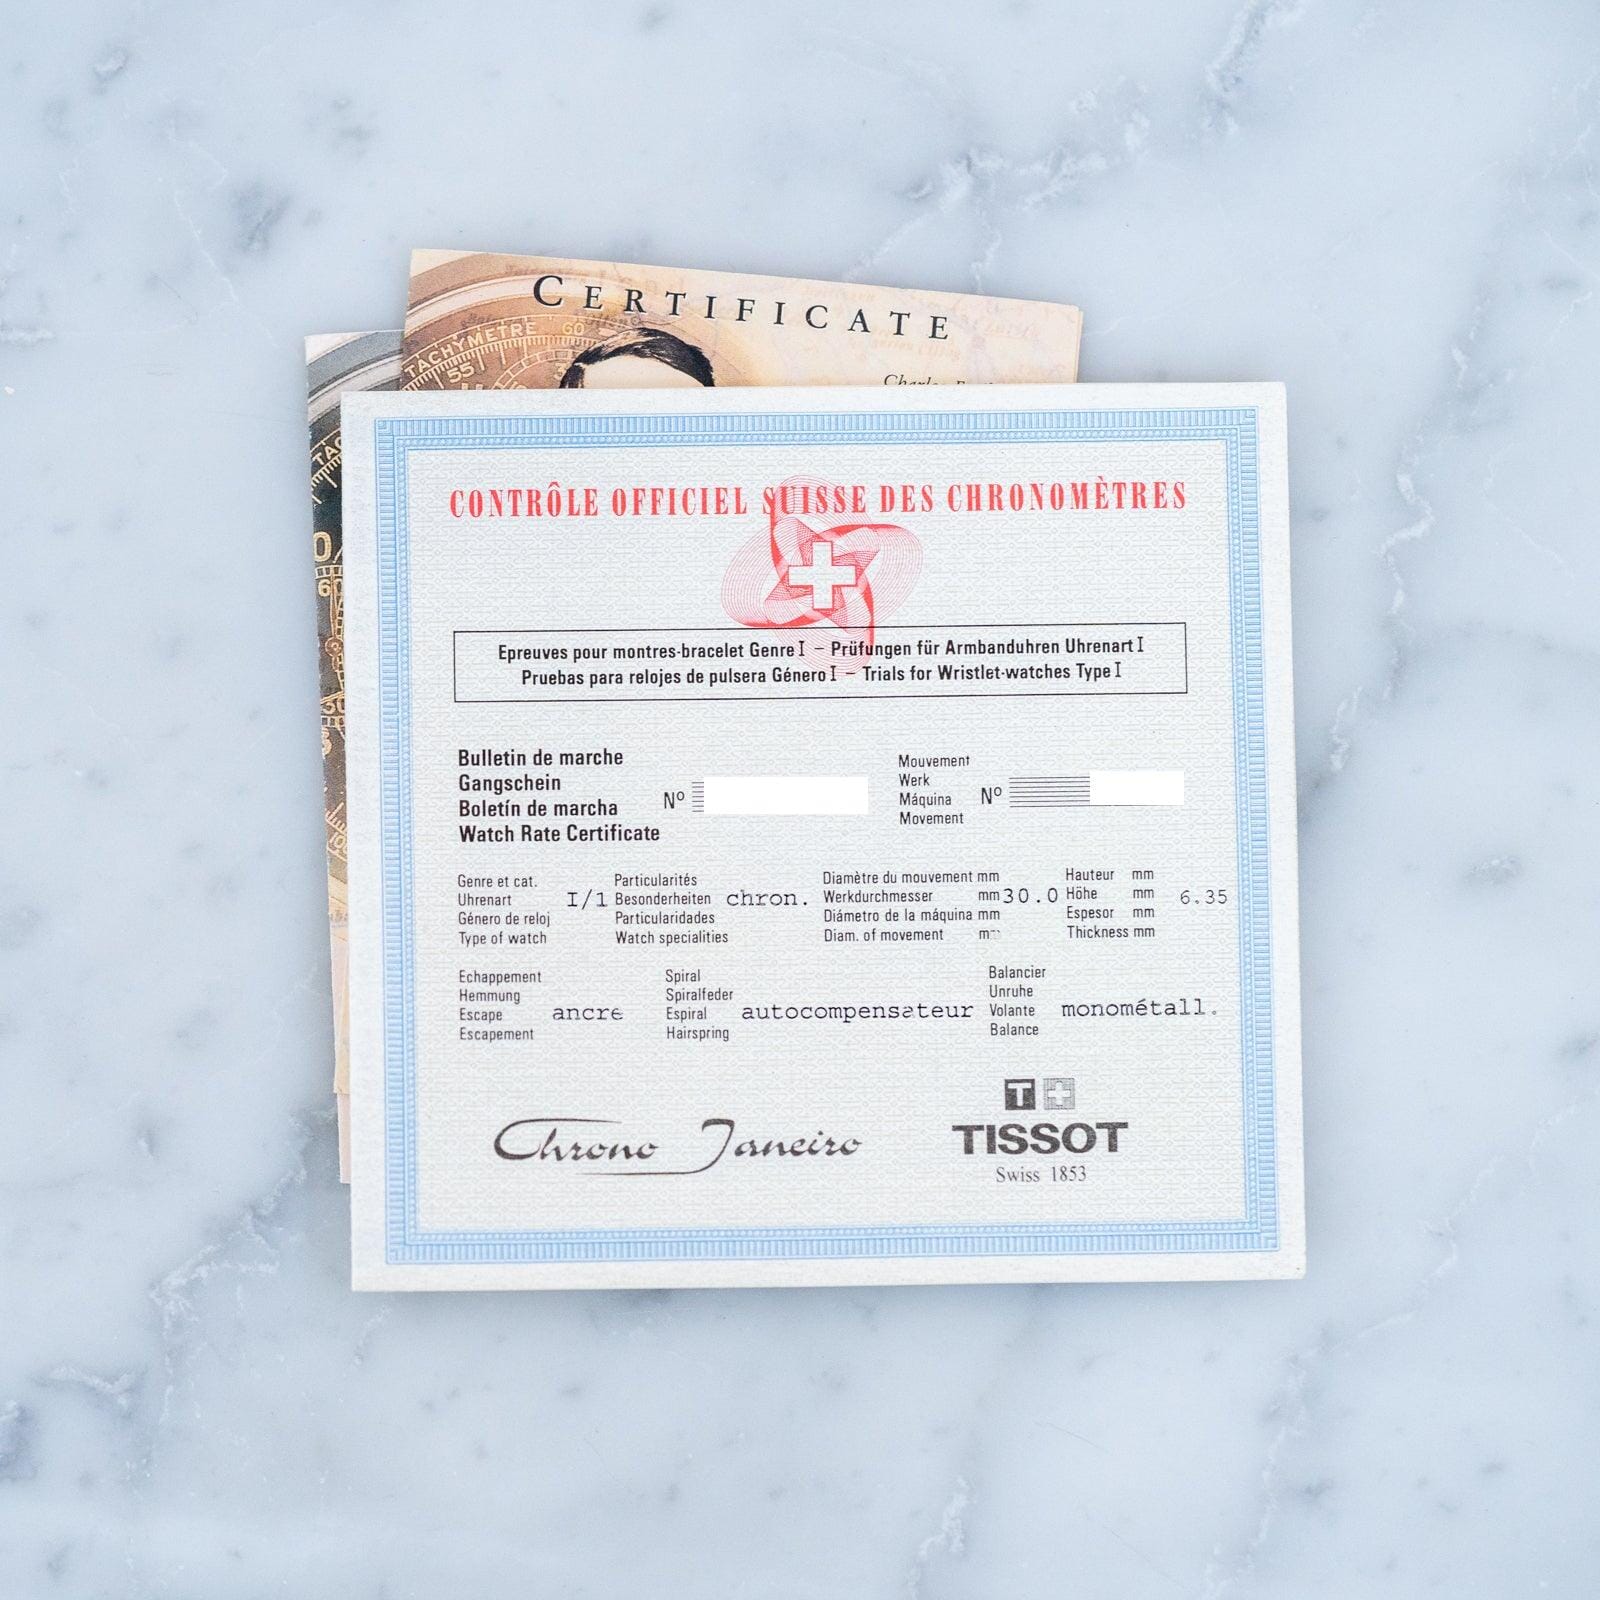 CERTIFICATE
TACHYMETRE 60
55
CONTRÔLE OFFICIEL SUISSE DES CHRONOMÈTRES
Epreuves pour montres-bracelet Genre I – Prüfungen für Armbanduhren Uhrenart I
Pruebas para relojes de pulsera Género I – Trials for Wristlet-watches Type I
Bulletin de marche
Gangschein
Boletín de marcha
Watch Rate Certificate
Nº
Mouvement
Werk
Máquina
Movement
Nº
Genre et cat.
Uhrenart
Género de reloj
Type of watch
I/1
Particularités
Besonderheiten
Particularidades
Watch specialities
chron.
Diamètre du mouvement mm
Werkdurchmesser mm
Diámetro de la máquina mm
Diam. of movement
30.0
Hauteur mm
Höhe mm
Espesor mm
Thickness mm
6.35
Echappement
Hemmung
Escape
Escapement
ancre
Spiral
Spiralfeder
Espiral
Hairspring
autocompensateur
Balancier
Unruhe
Volante
Balance
monométall.
Chrono Janeiro
T+
TISSOT
Swiss 1853